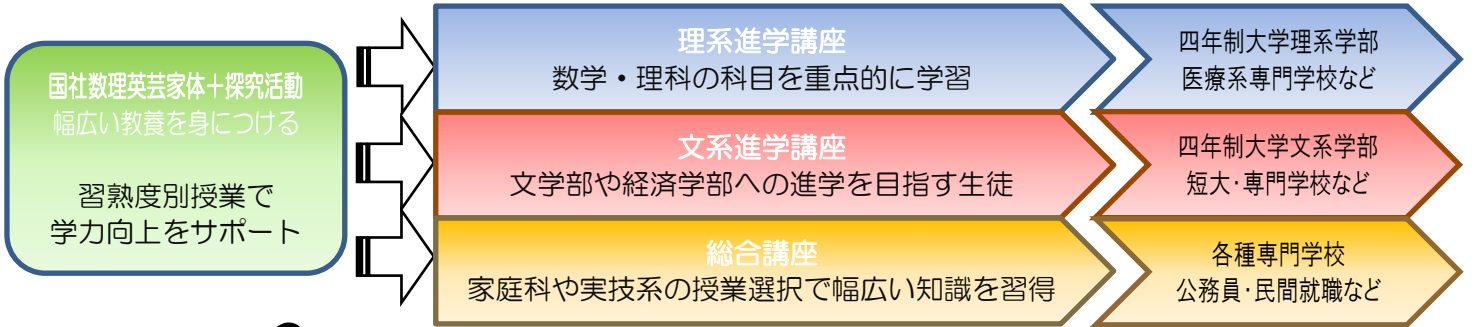 国社数理英芸家体＋探究活動
幅広い教養を身につける
習熟度別授業で
学力向上をサポート
理系進学講座
数学・理科の科目を重点的に学習
四年制大学理系学部
医療系専門学校など
文系進学講座
文学部や経済学部への進学を目指す生徒
四年制大学文系学部
短大・専門学校など
総合講座
家庭科や実技系の授業選択で幅広い知識を習得
各種専門学校
公務員・民間就職など